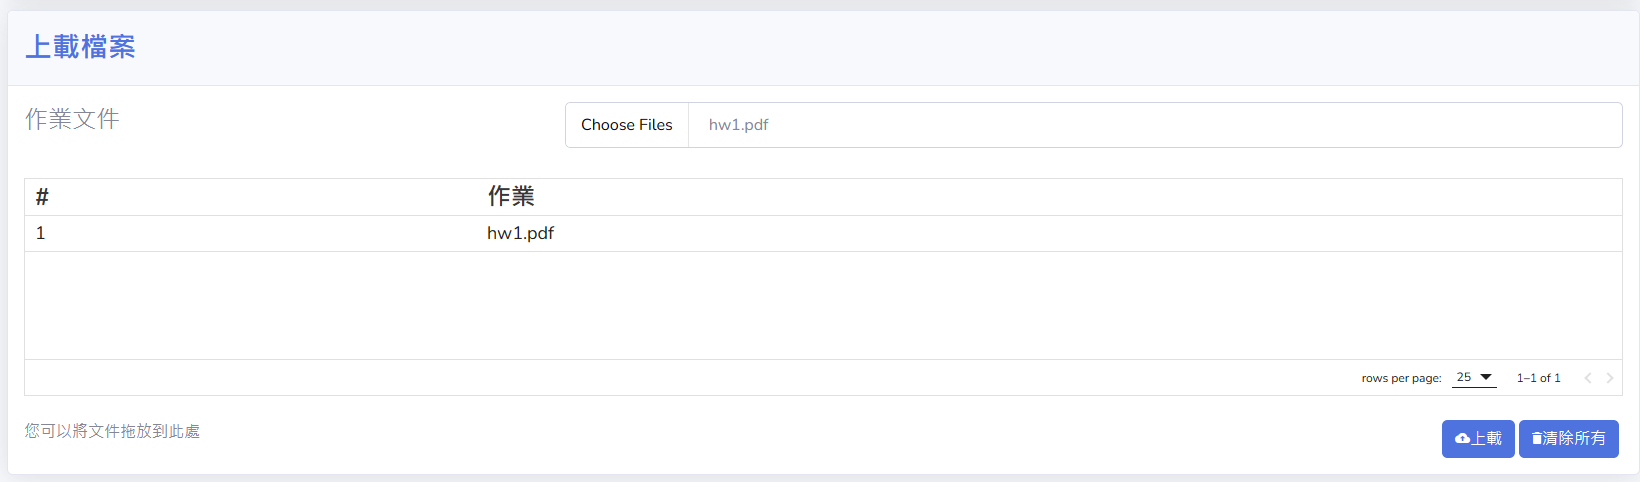 上載檔案
作業文件
Choose Files hw1.pdf
# 作業
1 hw1.pdf
rows per page: 25 1–1 of 1
您可以將文件拖放到此處
上載 清除所有